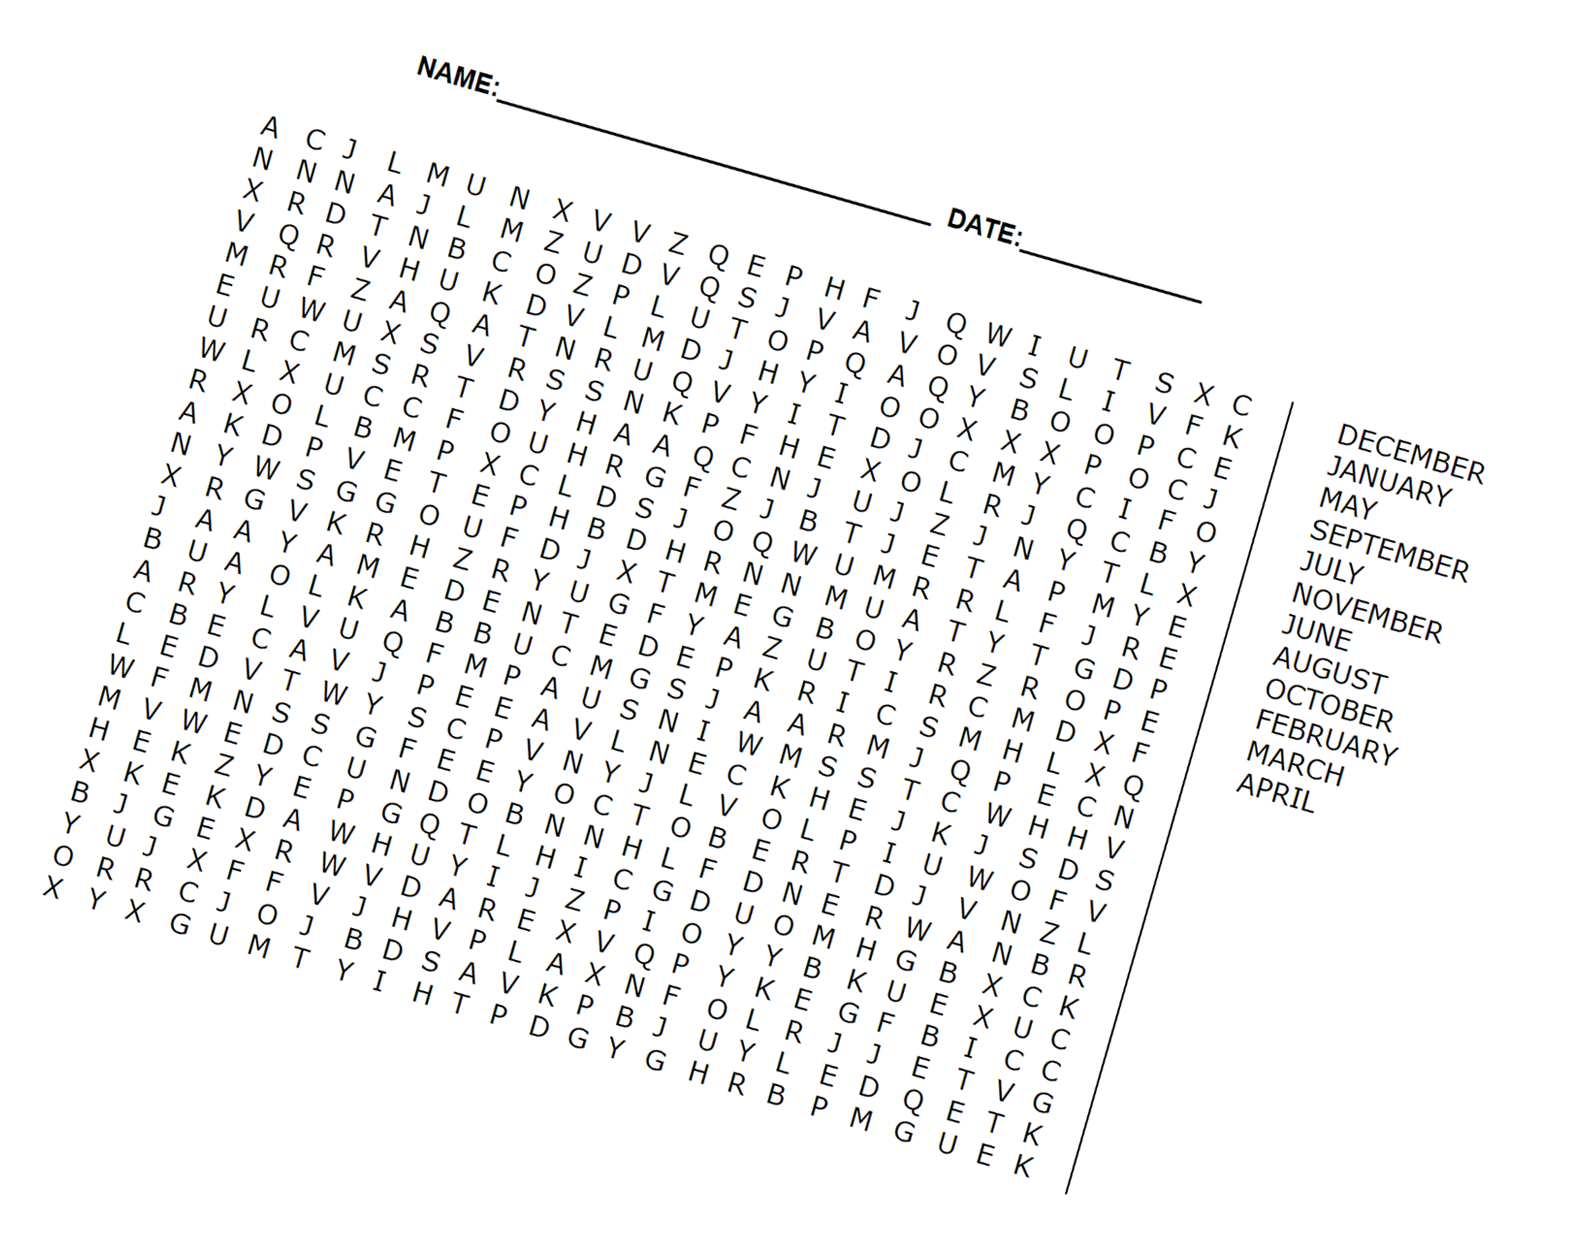 NAME:
DATE:
A C J L M U N X V V Z Q E P H F J Q W I U T S X C
N N N A J L M Z U D V Q S J V A V O V S L I V F K
X R D T N B C O Z P L U T O P Q A Q Y B O O P C E
V Q R V H U K D V L M D J H Y I O O X X X P O C J
M R F Z A Q A T N R U Q V Y I T D J C M Y C I F O
E U W U X S V R S S N K P F H E X O L R J Q C B Y
U R C M S R T D Y H A A Q C N J U J Z J N Y T L X
W L X U C C F O U H R G F Z J B T J E T A P M Y E
R X O L B M P X C L D S J O Q W U M R R L F J R E
A K D P V E T E P H B D H R N N M U A T Y T G D P
N Y W S G G O U F D J X T M E G B O Y R Z R O P E
X R G V K R H Z R Y U G F Y A Z U T I R C M D X F
J A A Y A M E D E N T E D E P K R I C S M H L X Q
B U A O L K A B B U C M G S J A A R M J Q P E C N
A R Y L V U Q F M P A U S N I W M S S T C W H H V
C B E C A V J P E E A V L N E C K H E J K J S D S
L E D V T W Y S C P V N Y J L V O L P I U W O F V
W F M N S S G F E E Y O C T O B E R T D J V N Z L
M V W E D C U N D O B N N H L F D N E R W A N B R
H E K Z Y E P G Q T L H I C G D U O M H G B X C K
X K E K D A W H U Y I J Z P I O Y Y B K U E X U C
B J G E X R W V D A R E X V Q P Y K E G F B I C C
Y U J X F F V J H V P L A X N F O L R J J E T V G
O R R C J O J B D S A V K P B J U Y L E D Q E T K
X Y X G U M T Y I H T P D G Y G H R B P M G U E K
DECEMBER
JANUARY
MAY
SEPTEMBER
JULY
NOVEMBER
JUNE
AUGUST
OCTOBER
FEBRUARY
MARCH
APRIL